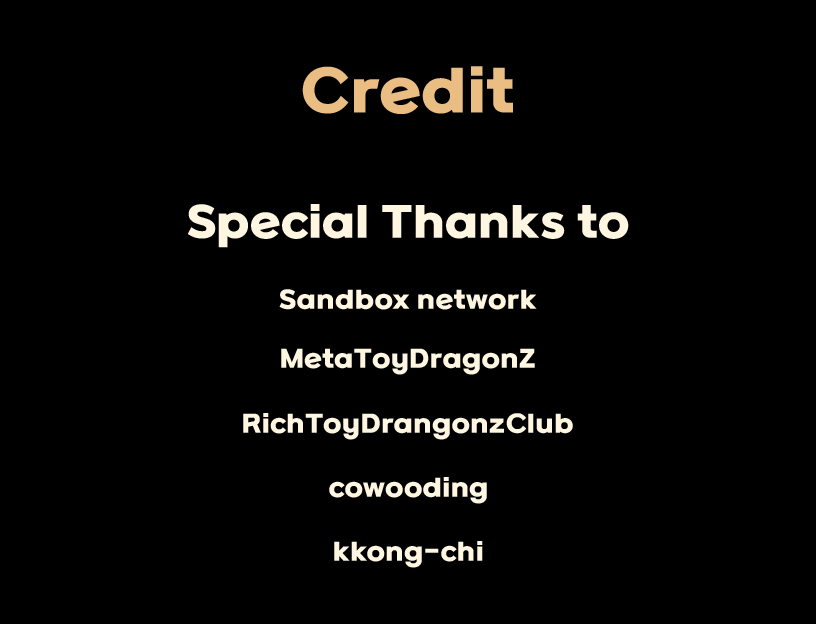 Credit
Special Thanks to
Sandbox network
MetaToyDragonZ
RichToyDrangonzClub
cowooding
kkong-chi